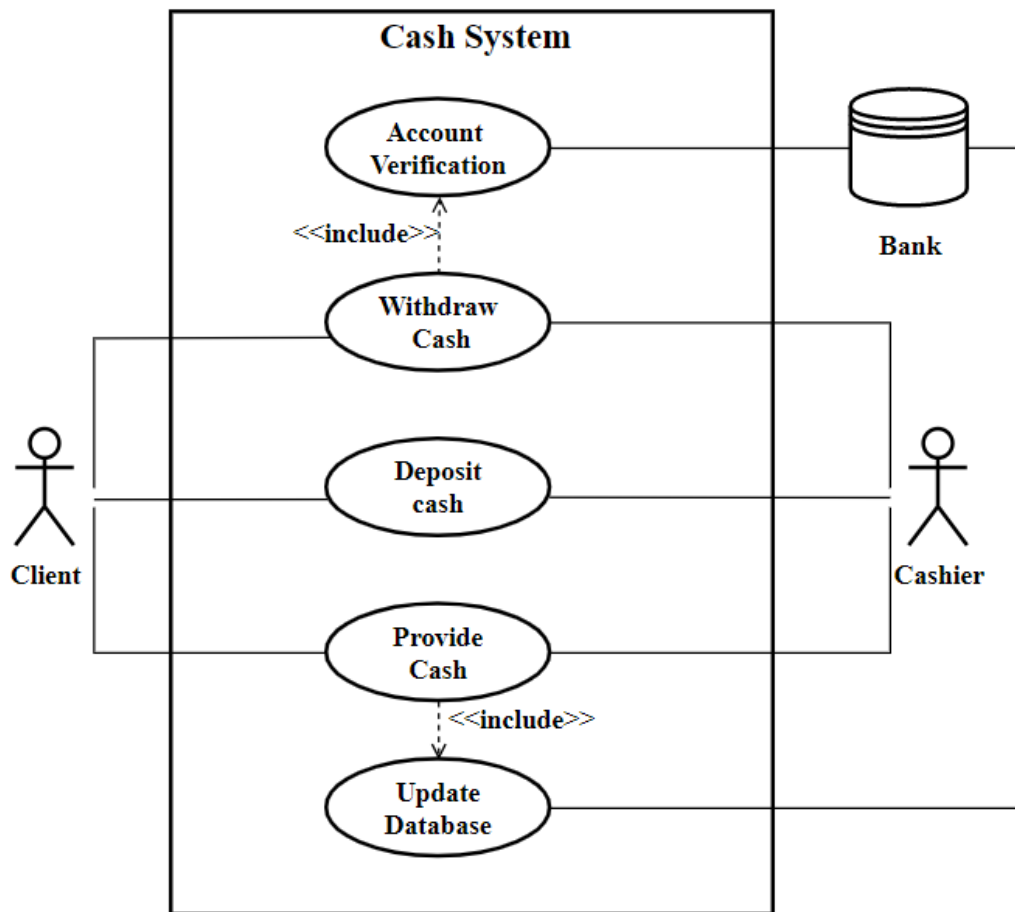 Cash System
Account
Verification
<<include>>
Bank
Withdraw
Cash
Deposit
cash
Client
Cashier
Provide
Cash
<<include>>
Update
Database